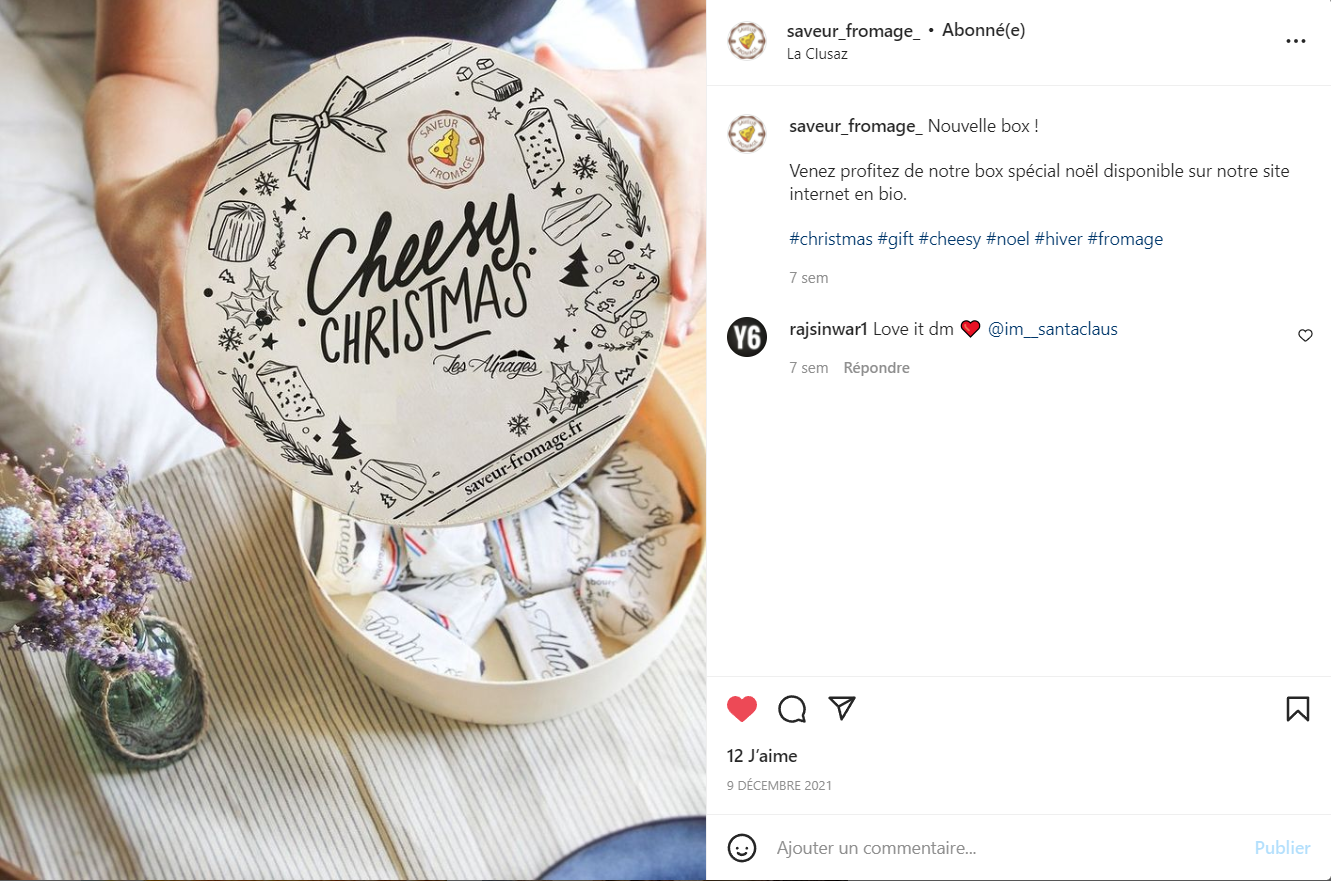 SAVEUR
FROMAGE
Cheesy
CHRISTMAS
Les Alpages
saveur-fromage.fr
saveur_fromage_ • Abonné(e)
La Clusaz
saveur_fromage_ Nouvelle box !
Venez profitez de notre box spécial noël disponible sur notre site
internet en bio.
#christmas #gift #cheesy #noel #hiver #fromage
7 sem
Y6
rajsinwar1 Love it dm ❤️ @im__santaclaus
7 sem Répondre
12 J'aime
9 DÉCEMBRE 2021
Ajouter un commentaire... Publier